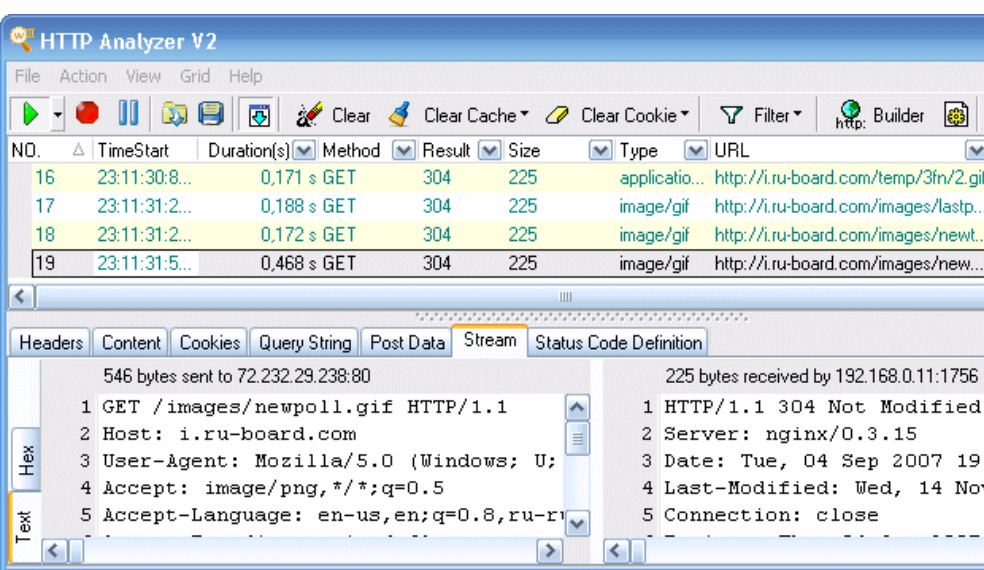 HTTP Analyzer V2
File Action View Grid Help
Clear Clear Cache Clear Cookie Filter http: Builder
NO. TimeStart Duration(s) Method Result Size Type URL
16 23:11:30:8... 0,171 s GET 304 225 applicatio... http://i.ru-board.com/temp/3fn/2.gif
17 23:11:31:2... 0,188 s GET 304 225 image/gif http://i.ru-board.com/images/lastp...
18 23:11:31:2... 0,172 s GET 304 225 image/gif http://i.ru-board.com/images/newt...
19 23:11:31:5... 0,468 s GET 304 225 image/gif http://i.ru-board.com/images/new...
Headers Content Cookies Query String Post Data Stream Status Code Definition
Hex
Text
546 bytes sent to 72.232.29.238:80
1 GET /images/newpoll.gif HTTP/1.1
2 Host: i.ru-board.com
3 User-Agent: Mozilla/5.0 (Windows; U;
4 Accept: image/png,*/*;q=0.5
5 Accept-Language: en-us,en;q=0.8,ru-ru
225 bytes received by 192.168.0.11:1756
1 HTTP/1.1 304 Not Modified
2 Server: nginx/0.3.15
3 Date: Tue, 04 Sep 2007 19
4 Last-Modified: Wed, 14 Nov
5 Connection: close